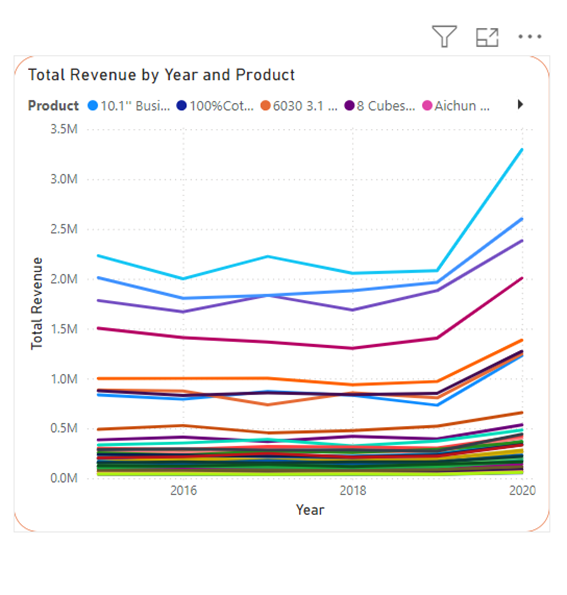 Total Revenue by Year and Product
Product 10.1" Busi... 100%Cot... 6030 3.1 ... 8 Cubes... Aichun ...
3.5M
3.0M
2.5M
2.0M
1.5M
1.0M
0.5M
0.0M
Total Revenue
2016 2018 2020
Year